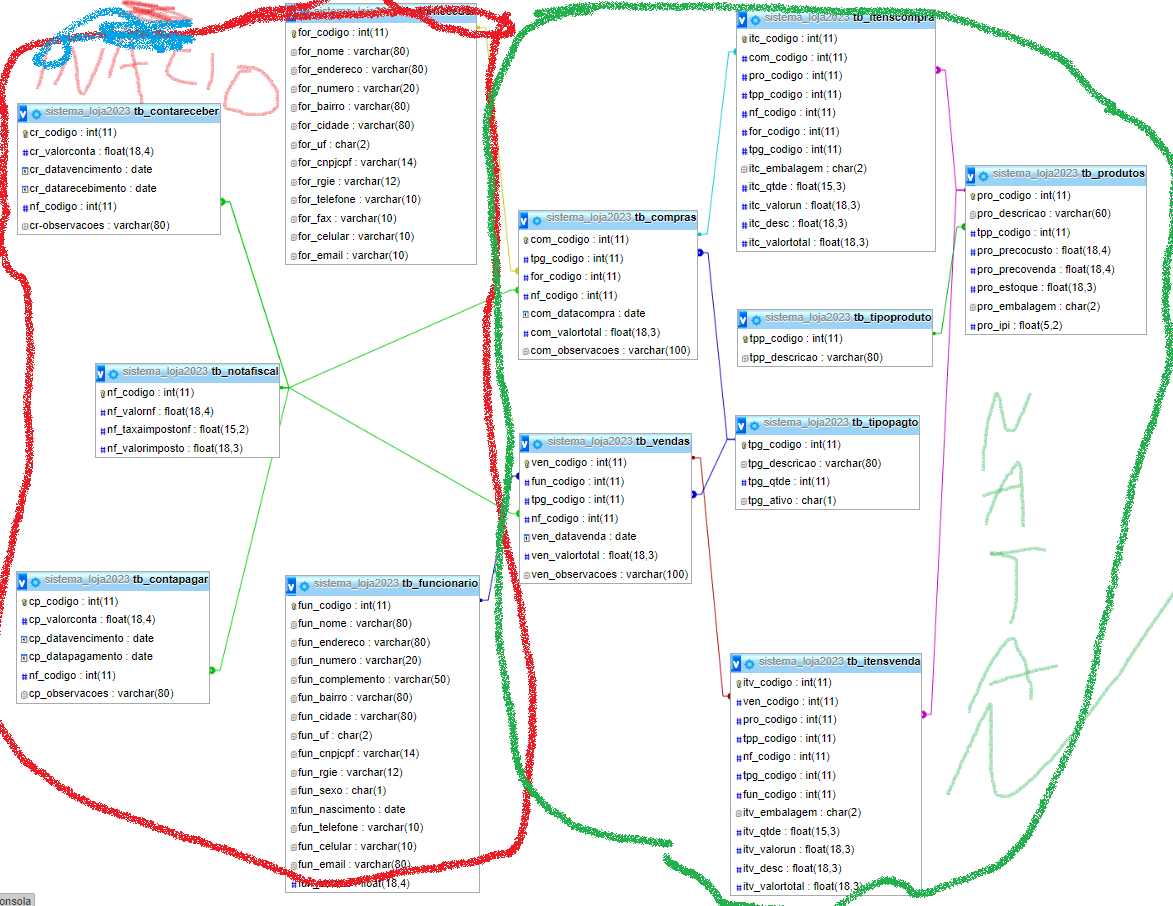 INACIO
sistema_loja2023 tb_contareceber
cr_codigo : int(11)
cr_valorconta : float(18,4)
cr_datavencimento : date
cr_datarecebimento : date
nf_codigo : int(11)
cr-observacoes : varchar(80)
for_codigo : int(11)
for_nome : varchar(80)
for_endereco : varchar(80)
for_numero : varchar(20)
for_bairro : varchar(80)
for_cidade : varchar(80)
for_uf : char(2)
for_cnpjcpf : varchar(14)
for_rgie : varchar(12)
for_telefone : varchar(10)
for_fax : varchar(10)
for_celular : varchar(10)
for_email : varchar(10)
sistema_loja2023 tb_notafiscal
nf_codigo : int(11)
nf_valornf : float(18,4)
nf_taxaimpostonf : float(15,2)
nf_valorimposto : float(18,3)
sistema_loja2023 tb_contapagar
cp_codigo : int(11)
cp_valorconta : float(18,4)
cp_datavencimento : date
cp_datapagamento : date
nf_codigo : int(11)
cp_observacoes : varchar(80)
sistema_loja2023 tb_funcionario
fun_codigo : int(11)
fun_nome : varchar(80)
fun_endereco : varchar(80)
fun_numero : varchar(20)
fun_complemento : varchar(50)
fun_bairro : varchar(80)
fun_cidade : varchar(80)
fun_uf : char(2)
fun_cnpjcpf : varchar(14)
fun_rgie : varchar(12)
fun_sexo : char(1)
fun_nascimento : date
fun_telefone : varchar(10)
fun_celular : varchar(10)
fun_email : varchar(80)
float(18,4)
sistema_loja2023 tb_compras
com_codigo : int(11)
tpg_codigo : int(11)
for_codigo : int(11)
nf_codigo : int(11)
com_datacompra : date
com_valortotal : float(18,3)
com_observacoes : varchar(100)
sistema_loja2023 tb_vendas
ven_codigo : int(11)
fun_codigo : int(11)
tpg_codigo : int(11)
nf_codigo : int(11)
ven_datavenda : date
ven_valortotal : float(18,3)
ven_observacoes : varchar(100)
sistema_loja2023 tb_itenscompra
itc_codigo : int(11)
com_codigo : int(11)
pro_codigo : int(11)
tpp_codigo : int(11)
nf_codigo : int(11)
for_codigo : int(11)
tpg_codigo : int(11)
itc_embalagem : char(2)
itc_qtde : float(15,3)
itc_valorun : float(18,3)
itc_desc : float(18,3)
itc_valortotal : float(18,3)
sistema_loja2023 tb_tipoproduto
tpp_codigo : int(11)
tpp_descricao : varchar(80)
sistema_loja2023 tb_tipopagto
tpg_codigo : int(11)
tpg_descricao : varchar(80)
tpg_qtde : int(11)
tpg_ativo : char(1)
sistema_loja2023 tb_itensvenda
itv_codigo : int(11)
ven_codigo : int(11)
pro_codigo : int(11)
tpp_codigo : int(11)
nf_codigo : int(11)
tpg_codigo : int(11)
fun_codigo : int(11)
itv_embalagem : char(2)
itv_qtde : float(15,3)
itv_valorun : float(18,3)
itv_desc : float(18,3)
itv_valortotal : float(18,3)
sistema_loja2023 tb_produtos
pro_codigo : int(11)
pro_descricao : varchar(60)
tpp_codigo : int(11)
pro_precocusto : float(18,4)
pro_precovenda : float(18,4)
pro_estoque : float(18,3)
pro_embalagem : char(2)
pro_ipi : float(5,2)
NATAN
onsola